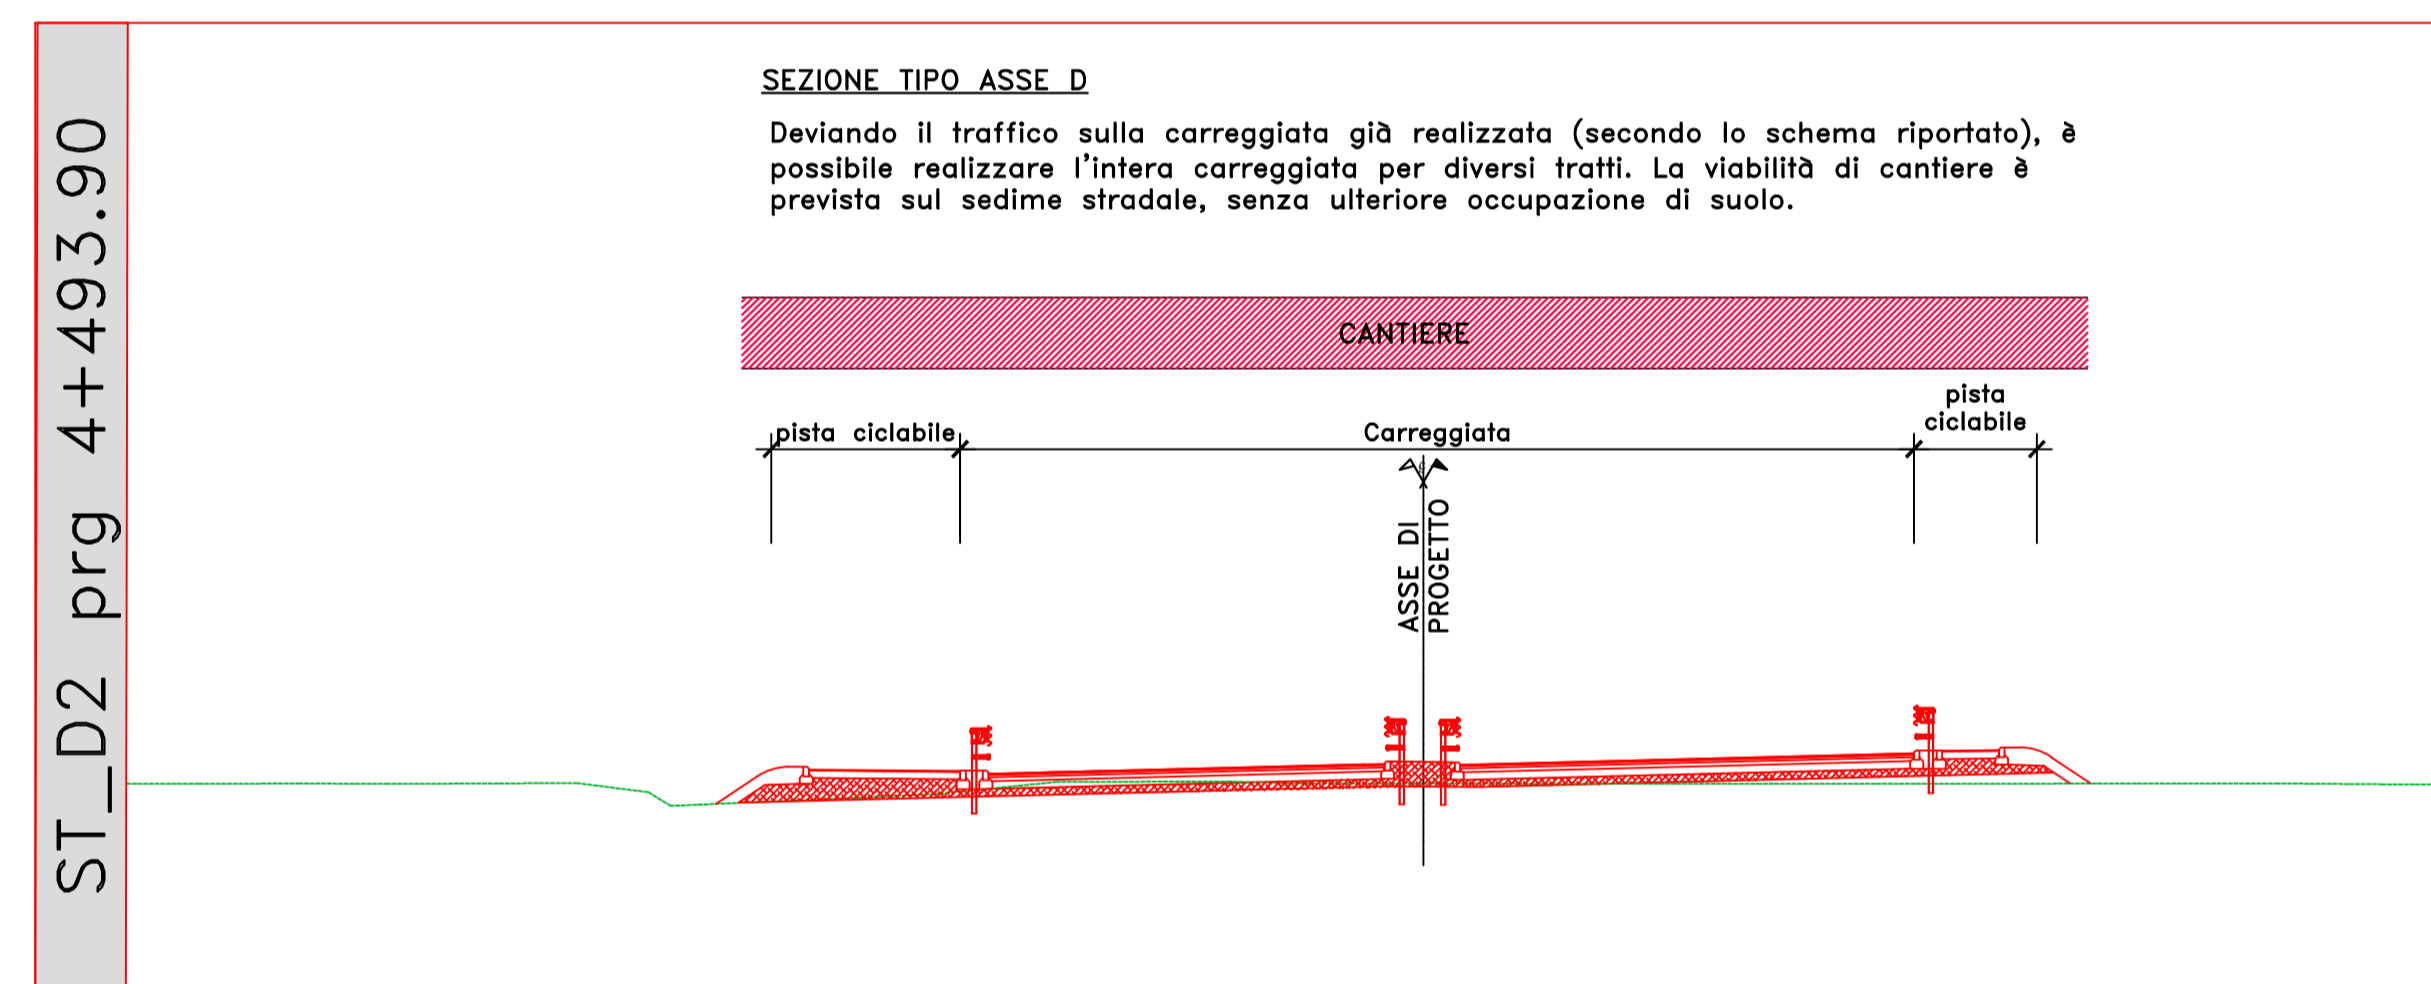 ST_D2 prg 4+493.90
SEZIONE TIPO ASSE D
Deviando il traffico sulla carreggiata già realizzata (secondo lo schema riportato), è
possibile realizzare l'intera carreggiata per diversi tratti. La viabilità di cantiere è
prevista sul sedime stradale, senza ulteriore occupazione di suolo.
CANTIERE
pista ciclabile
Carreggiata
pista
ciclabile
ASSE DI
PROGETTO